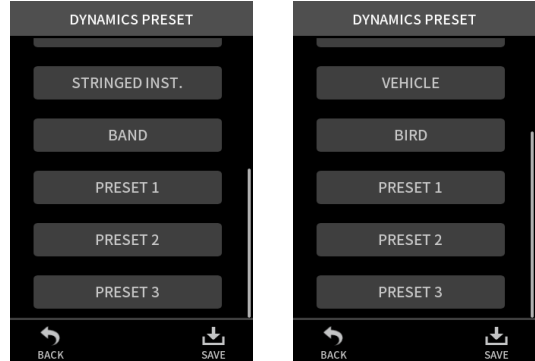 DYNAMICS PRESET
STRINGED INST.
BAND
PRESET 1
PRESET 2
PRESET 3
BACK
SAVE
DYNAMICS PRESET
VEHICLE
BIRD
PRESET 1
PRESET 2
PRESET 3
BACK
SAVE